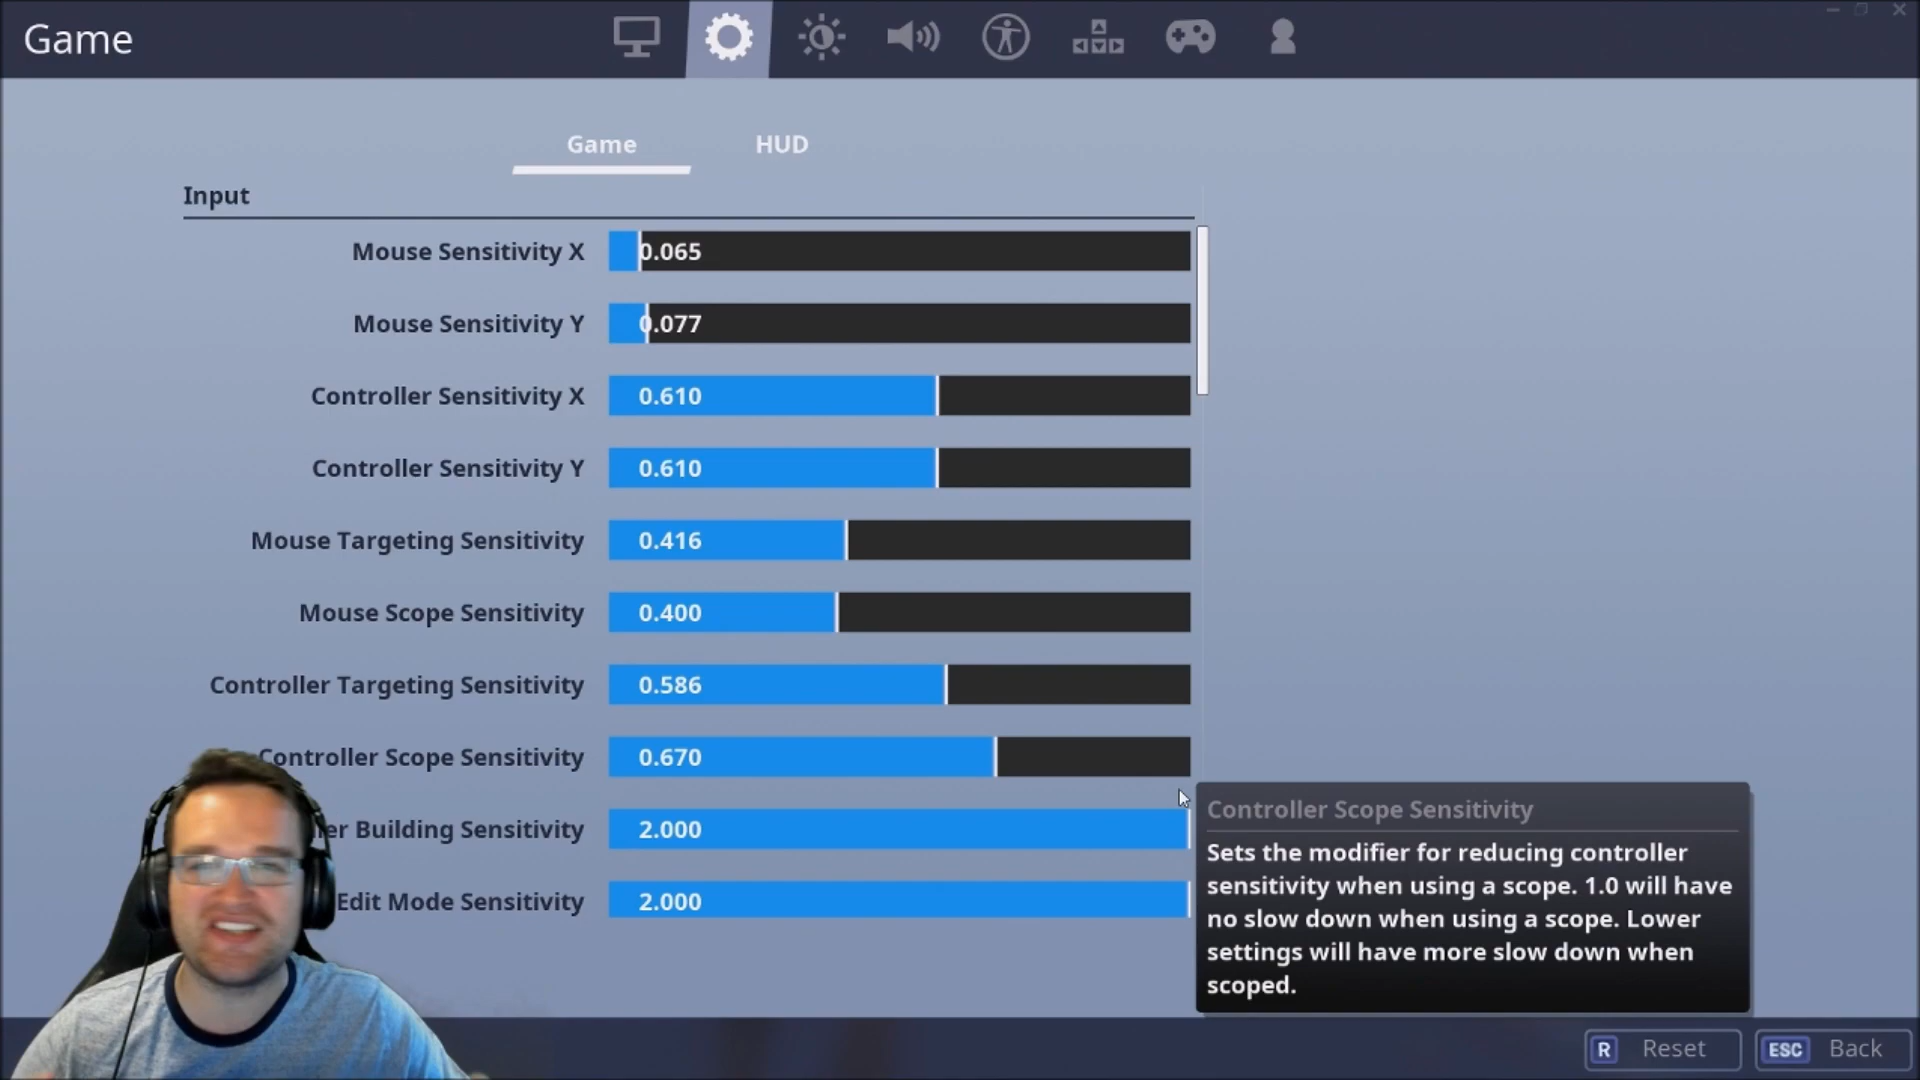 Game
Game HUD
Input
Mouse Sensitivity X 0.065
Mouse Sensitivity Y 0.077
Controller Sensitivity X 0.610
Controller Sensitivity Y 0.610
Mouse Targeting Sensitivity 0.416
Mouse Scope Sensitivity 0.400
Controller Targeting Sensitivity 0.586
Controller Scope Sensitivity 0.670
Building Sensitivity 2.000
Edit Mode Sensitivity 2.000
Controller Scope Sensitivity
Sets the modifier for reducing controller
sensitivity when using a scope. 1.0 will have
no slow down when using a scope. Lower
settings will have more slow down when
scoped.
R Reset ESC Back